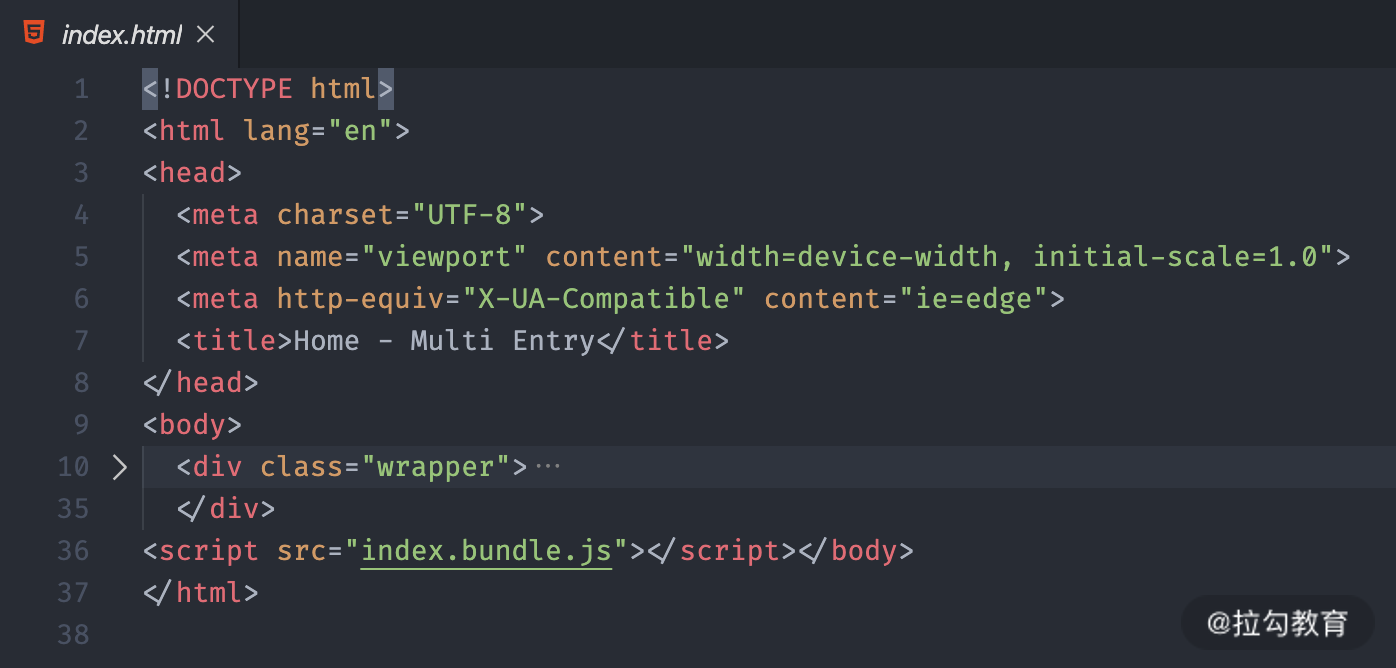 index.html
1 <!DOCTYPE html>
2 <html lang="en">
3 <head>
4   <meta charset="UTF-8">
5   <meta name="viewport" content="width=device-width, initial-scale=1.0">
6   <meta http-equiv="X-UA-Compatible" content="ie=edge">
7   <title>Home - Multi Entry</title>
8 </head>
9 <body>
10   <div class="wrapper">···
35   </div>
36 <script src="index.bundle.js"></script></body>
37 </html>
38
@拉勾教育